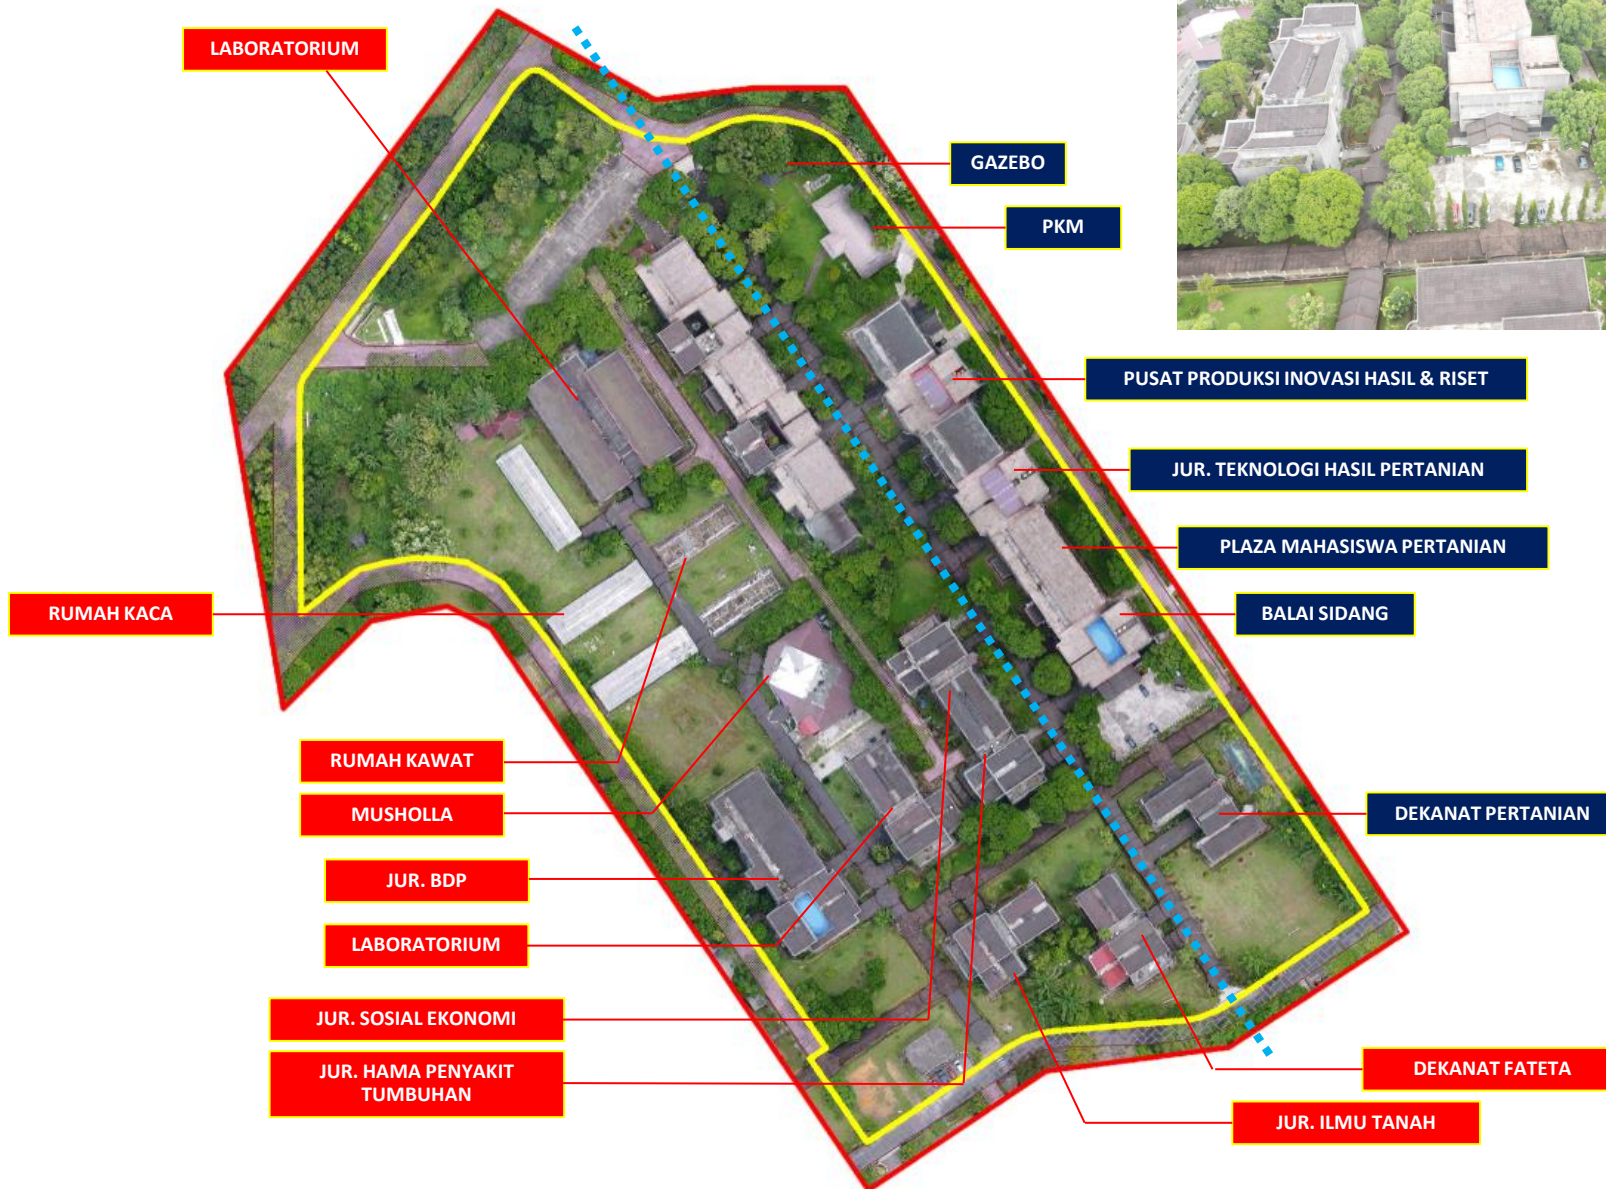 LABORATORIUM
GAZEBO
PKM
PUSAT PRODUKSI INOVASI HASIL & RISET
JUR. TEKNOLOGI HASIL PERTANIAN
PLAZA MAHASISWA PERTANIAN
BALAI SIDANG
RUMAH KACA
RUMAH KAWAT
MUSHOLLA
DEKANAT PERTANIAN
JUR. BDP
LABORATORIUM
JUR. SOSIAL EKONOMI
JUR. HAMA PENYAKIT
TUMBUHAN
DEKANAT FATETA
JUR. ILMU TANAH